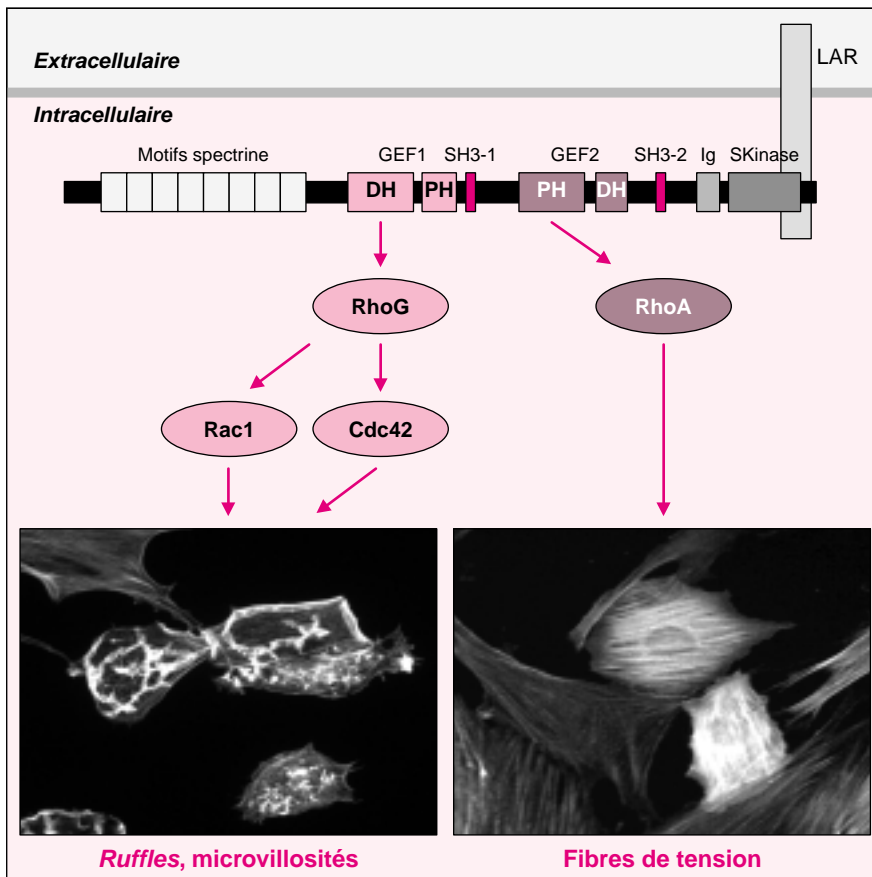 Extracellulaire
LAR
Intracellulaire
Motifs spectrine GEF1 SH3-1 GEF2 SH3-2 Ig SKinase
DH PH PH DH
RhoG RhoA
Rac1 Cdc42
Ruffles, microvillosités Fibres de tension